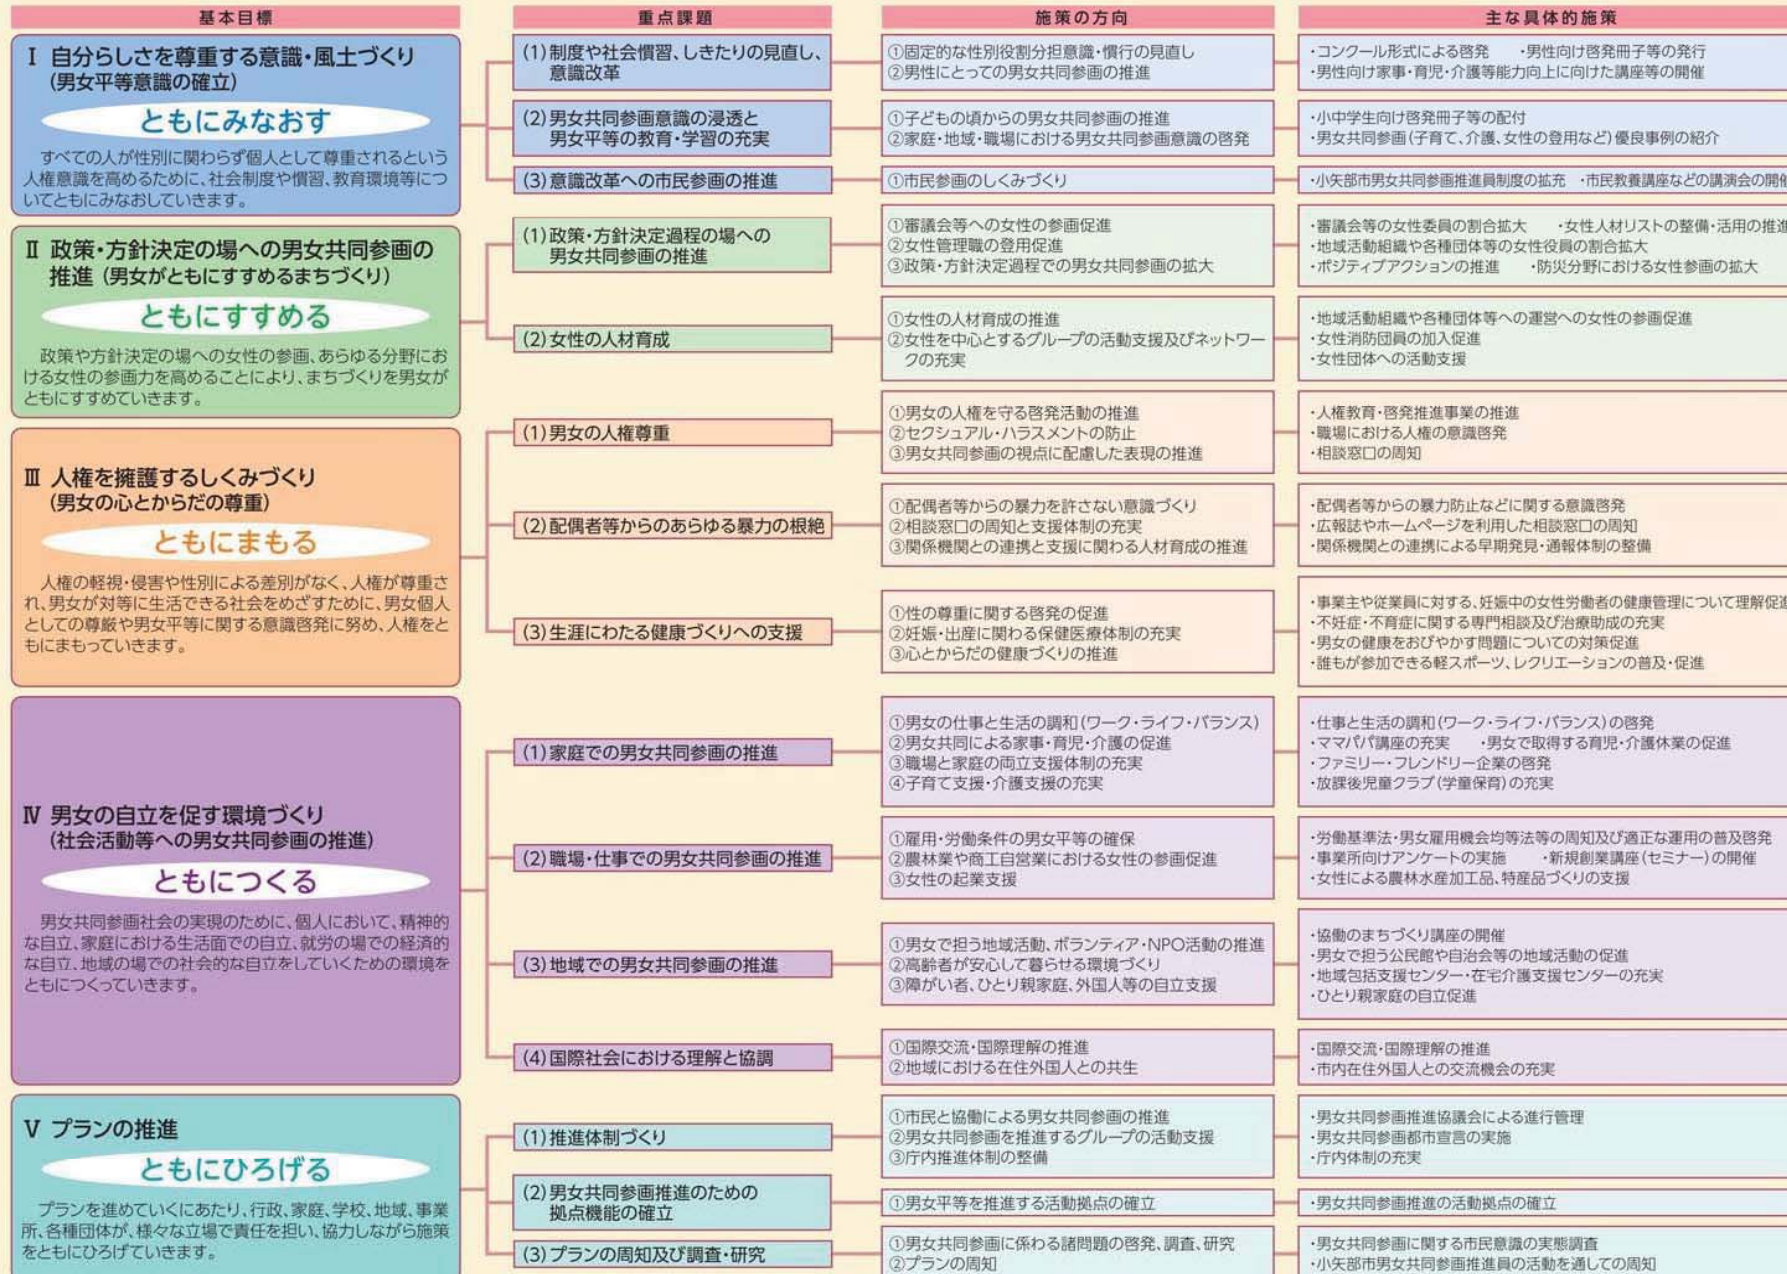 基本目標
重点課題
施策の方向
主な具体的施策
Ⅰ 自分らしさを尊重する意識・風土づくり
(男女平等意識の確立)
ともにみなおす
すべての人が性別に関わらず個人として尊重されるという
人権意識を高めるために、社会制度や慣習、教育環境等につ
いてともにみなおしていきます。
(1)制度や社会慣習、しきたりの見直し、
意識改革
①固定的な性別役割分担意識・慣行の見直し
②男性にとっての男女共同参画の推進
・コンクール形式による啓発 ・男性向け啓発冊子等の発行
・男性向け家事・育児・介護等能力向上に向けた講座等の開催
(2)男女共同参画意識の浸透と
男女平等の教育・学習の充実
①子どもの頃からの男女共同参画の推進
②家庭・地域・職場における男女共同参画意識の啓発
・小中学生向け啓発冊子等の配付
・男女共同参画(子育て、介護、女性の登用など)優良事例の紹介
(3)意識改革への市民参画の推進
①市民参画のしくみづくり
・小矢部市男女共同参画推進員制度の拡充 ・市民教養講座などの講演会の開催
Ⅱ 政策・方針決定の場への男女共同参画の
推進(男女がともにすすめるまちづくり)
ともにすすめる
政策や方針決定の場への女性の参画、あらゆる分野にお
ける女性の参画力を高めることにより、まちづくりを男女が
ともにすすめていきます。
(1)政策・方針決定過程の場への
男女共同参画の推進
①審議会等への女性の参画促進
②女性管理職の登用促進
③政策・方針決定過程での男女共同参画の拡大
・審議会等の女性委員の割合拡大 ・女性人材リストの整備・活用の推進
・地域活動組織や各種団体等の女性役員の割合拡大
・ポジティブアクションの推進 ・防災分野における女性参画の拡大
(2)女性の人材育成
①女性の人材育成の推進
②女性を中心とするグループの活動支援及びネットワー
クの充実
・地域活動組織や各種団体等への運営への女性の参画促進
・女性消防団員の加入促進
・女性団体への活動支援
Ⅲ 人権を擁護するしくみづくり
(男女の心とからだの尊重)
ともにまもる
人権の軽視・侵害や性別による差別がなく、人権が尊重さ
れ、男女が対等に生活できる社会をめざすために、男女個人
としての尊厳や男女平等に関する意識啓発に努め、人権をと
もにまもっていきます。
(1)男女の人権尊重
①男女の人権を守る啓発活動の推進
②セクシュアル・ハラスメントの防止
③男女共同参画の視点に配慮した表現の推進
・人権教育・啓発推進事業の推進
・職場における人権の意識啓発
・相談窓口の周知
(2)配偶者等からのあらゆる暴力の根絶
①配偶者等からの暴力を許さない意識づくり
②相談窓口の周知と支援体制の充実
③関係機関との連携と支援に関わる人材育成の推進
・配偶者等からの暴力防止などに関する意識啓発
・広報誌やホームページを利用した相談窓口の周知
・関係機関との連携による早期発見・通報体制の整備
(3)生涯にわたる健康づくりへの支援
①性の尊重に関する啓発の促進
②妊娠・出産に関わる保健医療体制の充実
③心とからだの健康づくりの推進
・事業主や従業員に対する、妊娠中の女性労働者の健康管理について理解促進
・不妊症・不育症に関する専門相談及び治療助成の充実
・男女の健康をおびやかす問題についての対策促進
・誰もが参加できる軽スポーツ、レクリエーションの普及・促進
Ⅳ 男女の自立を促す環境づくり
(社会活動等への男女共同参画の推進)
ともにつくる
男女共同参画社会の実現のために、個人において、精神的
な自立、家庭における生活面での自立、就労の場での経済的
な自立、地域の場での社会的な自立をしていくための環境を
ともにつくっていきます。
(1)家庭での男女共同参画の推進
①男女の仕事と生活の調和(ワーク・ライフ・バランス)
②男女共同による家事・育児・介護の促進
③職場と家庭の両立支援体制の充実
④子育て支援・介護支援の充実
・仕事と生活の調和(ワーク・ライフ・バランス)の啓発
・ママパパ講座の充実 ・男女で取得する育児・介護休業の促進
・ファミリー・フレンドリー企業の啓発
・放課後児童クラブ(学童保育)の充実
(2)職場・仕事での男女共同参画の推進
①雇用・労働条件の男女平等の確保
②農林業や商工自営業における女性の参画促進
③女性の起業支援
・労働基準法・男女雇用機会均等法等の周知及び適正な運用の普及啓発
・事業所向けアンケートの実施 ・新規創業講座(セミナー)の開催
・女性による農林水産加工品、特産品づくりの支援
(3)地域での男女共同参画の推進
①男女で担う地域活動、ボランティア・NPO活動の推進
②高齢者が安心して暮らせる環境づくり
③障がい者、ひとり親家庭、外国人等の自立支援
・協働のまちづくり講座の開催
・男女で担う公民館や自治会等の地域活動の促進
・地域包括支援センター・在宅介護支援センターの充実
・ひとり親家庭の自立促進
(4)国際社会における理解と協調
①国際交流・国際理解の推進
②地域における在住外国人との共生
・国際交流・国際理解の推進
・市内在住外国人との交流機会の充実
Ⅴ プランの推進
ともにひろげる
プランを進めていくにあたり、行政、家庭、学校、地域、事業
所、各種団体が、様々な立場で責任を担い、協力しながら施策
をともにひろげていきます。
(1)推進体制づくり
①市民と協働による男女共同参画の推進
②男女共同参画を推進するグループの活動支援
③庁内推進体制の整備
・男女共同参画推進協議会による進行管理
・男女共同参画都市宣言の実施
・庁内体制の充実
(2)男女共同参画推進のための
拠点機能の確立
①男女平等を推進する活動拠点の確立
・男女共同参画推進の活動拠点の確立
(3)プランの周知及び調査・研究
①男女共同参画に係わる諸問題の啓発、調査、研究
②プランの周知
・男女共同参画に関する市民意識の実態調査
・小矢部市男女共同参画推進員の活動を通しての周知